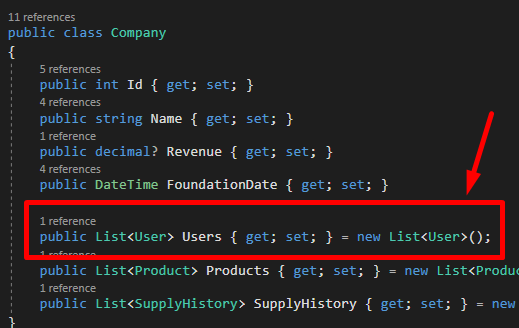 11 references
public class Company
{
5 references
public int Id { get; set; }
4 references
public string Name { get; set; }
1 reference
public decimal? Revenue { get; set; }
4 references
public DateTime FoundationDate { get; set; }
1 reference
public List<User> Users { get; set; } = new List<User>();
1 reference
public List<Product> Products { get; set; } = new List<Produc
1 reference
public List<SupplyHistory> SupplyHistory { get; set; } = new
}